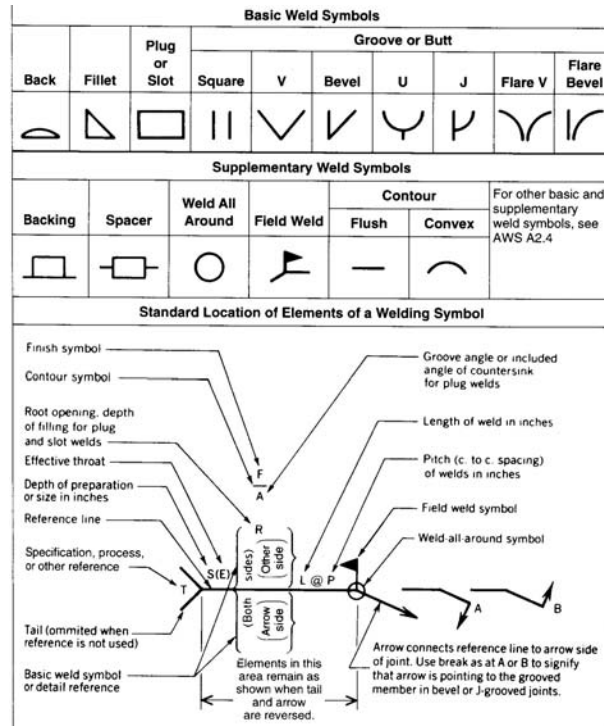 Basic Weld Symbols
Back
Fillet
Plug
or
Slot
Groove or Butt
Square
V
Bevel
U
J
Flare V
Flare
Bevel
Supplementary Weld Symbols
Backing
Spacer
Weld All
Around
Field Weld
Contour
Flush
Convex
For other basic and
supplementary
weld symbols, see
AWS A2.4
Standard Location of Elements of a Welding Symbol
Finish symbol
Contour symbol
Root opening, depth
of filling for plug
and slot welds
Effective throat
Depth of preparation
or size in inches
Reference line
Specification, process,
or other reference
Tail (ommited when
reference is not used)
Basic weld symbol
or detail reference
F
A
R
S(E)
T
(Both
sides)
(Arrow
side)
(Other
side)
L @ P
Elements in this
area remain as
shown when tail
and arrow
are reversed.
Groove angle or included
angle of countersink
for plug welds
Length of weld in inches
Pitch (c. to c. spacing)
of welds in inches
Field weld symbol
Weld-all-around symbol
A
B
Arrow connects reference line to arrow side
of joint. Use break as at A or B to signify
that arrow is pointing to the grooved
member in bevel or J-grooved joints.